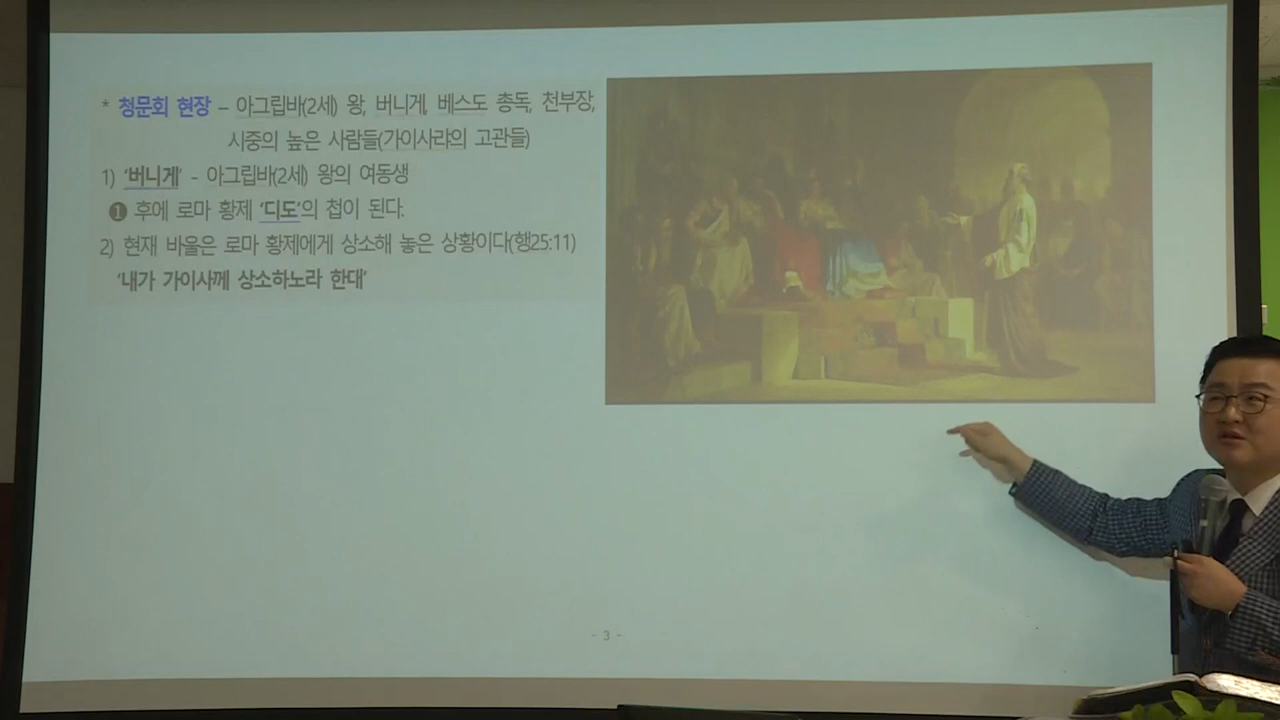 * 청문회 현장 – 아그립바(2세) 왕, 버니게, 베스도 총독, 천부장,
시중의 높은 사람들(가이사랴의 고관들)
1) ‘버니게’ - 아그립바(2세) 왕의 여동생
❶ 후에 로마 황제 ‘디도’의 첩이 된다.
2) 현재 바울은 로마 황제에게 상소해 놓은 상황이다(행25:11)
‘내가 가이사께 상소하노라 한대’
- 3 -